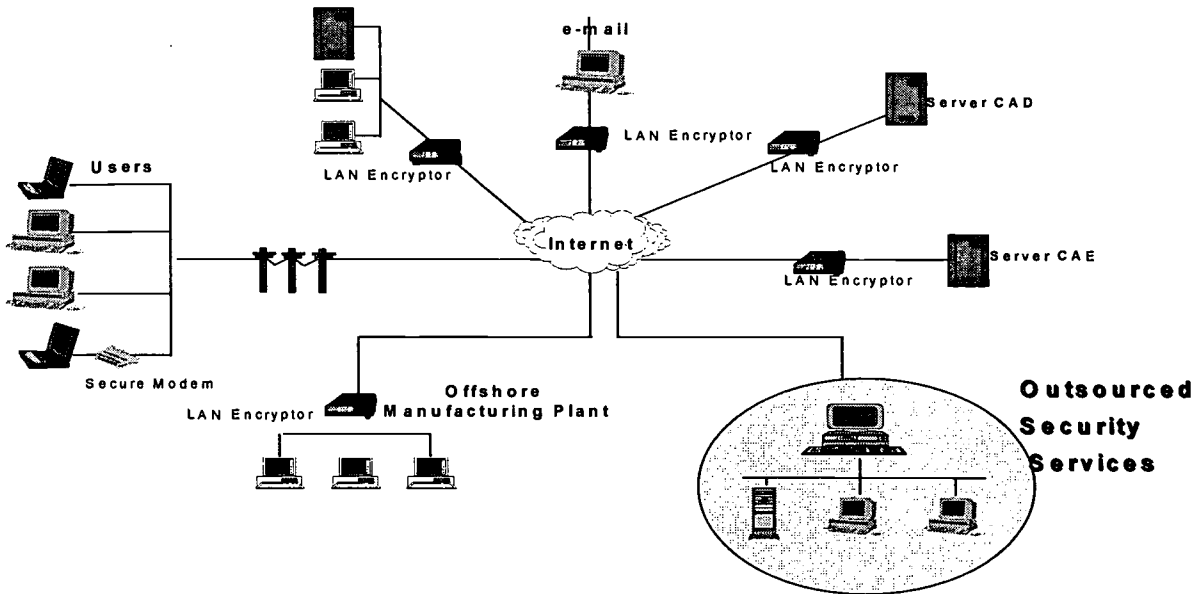 e-mail
Server CAD
LAN Encryptor
LAN Encryptor
LAN Encryptor
Users
Internet
Server CAE
LAN Encryptor
Secure Modem
Offshore
Manufacturing Plant
LAN Encryptor
Outsourced
Security
Services